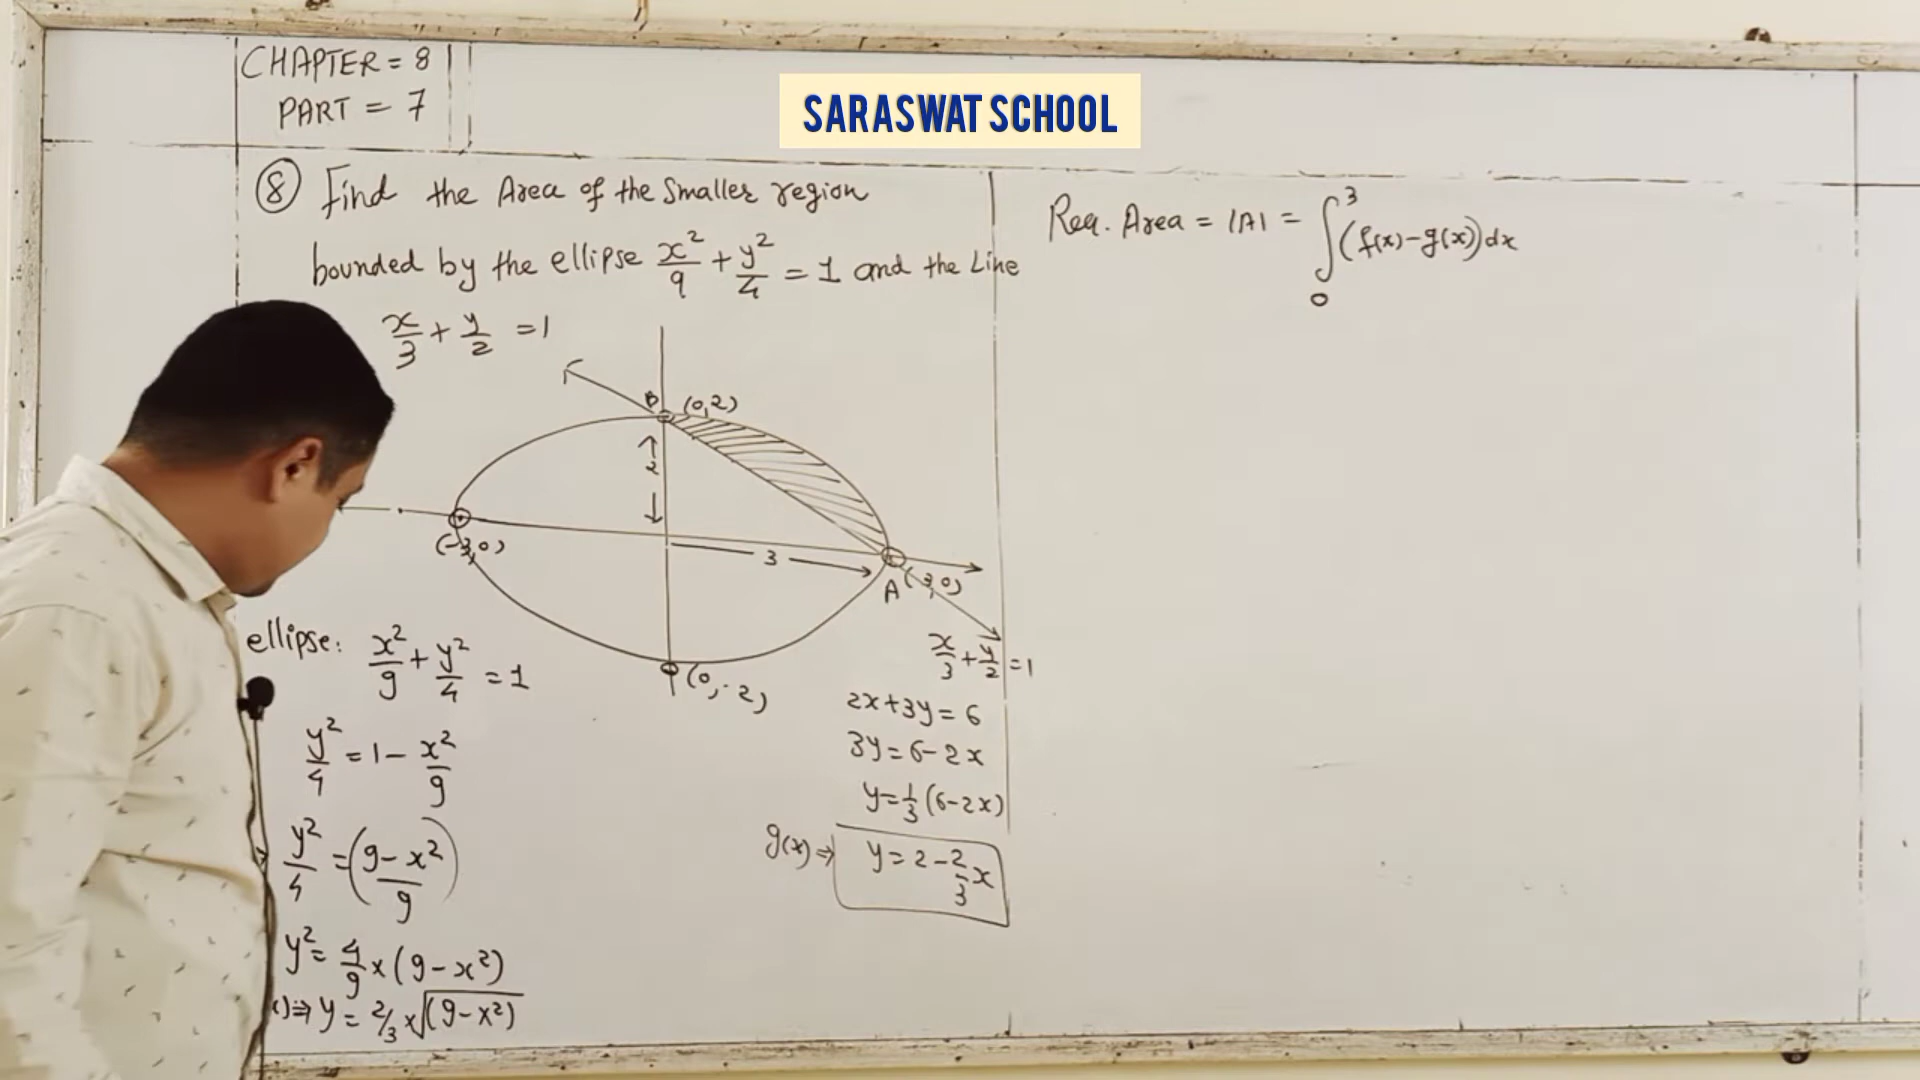 CHAPTER = 8
PART = 7
SARASWAT SCHOOL
⑧ Find the Area of the Smaller region
bounded by the ellipse x²/9 + y²/4 = 1 and the Line
x/3 + y/2 = 1
B (0,2)
2
(-3,0)
3
A (3,0)
(0,-2)
x/3 + y/2 = 1
2x+3y = 6
3y = 6-2x
y = 1/3 (6-2x)
g(x) ⇒ y = 2 - 2/3 x
ellipse: x²/9 + y²/4 = 1
y²/4 = 1 - x²/9
y²/4 = (9-x²/9)
y² = 4/9 × (9-x²)
) ⇒ y = 2/3 × √(9-x²)
Req. Area = |A| = ∫₀³ (f(x)-g(x)) dx